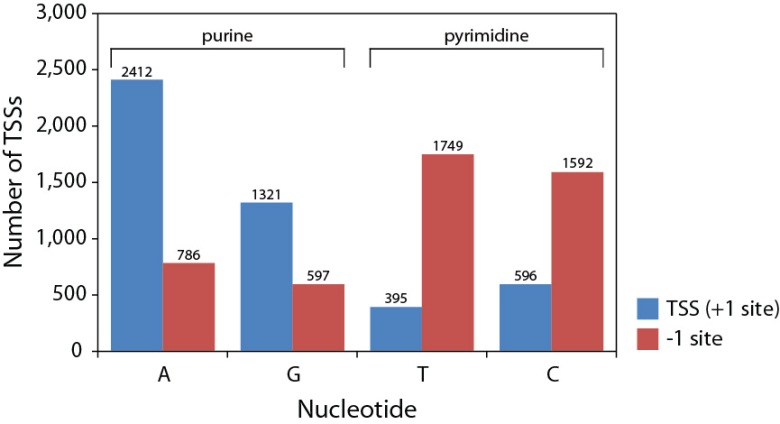 3,000
2,500
2,000
1,500
1,000
500
0
Number of TSSs
purine
pyrimidine
2412
786
1321
597
395
1749
596
1592
A
G
T
C
Nucleotide
TSS (+1 site)
-1 site